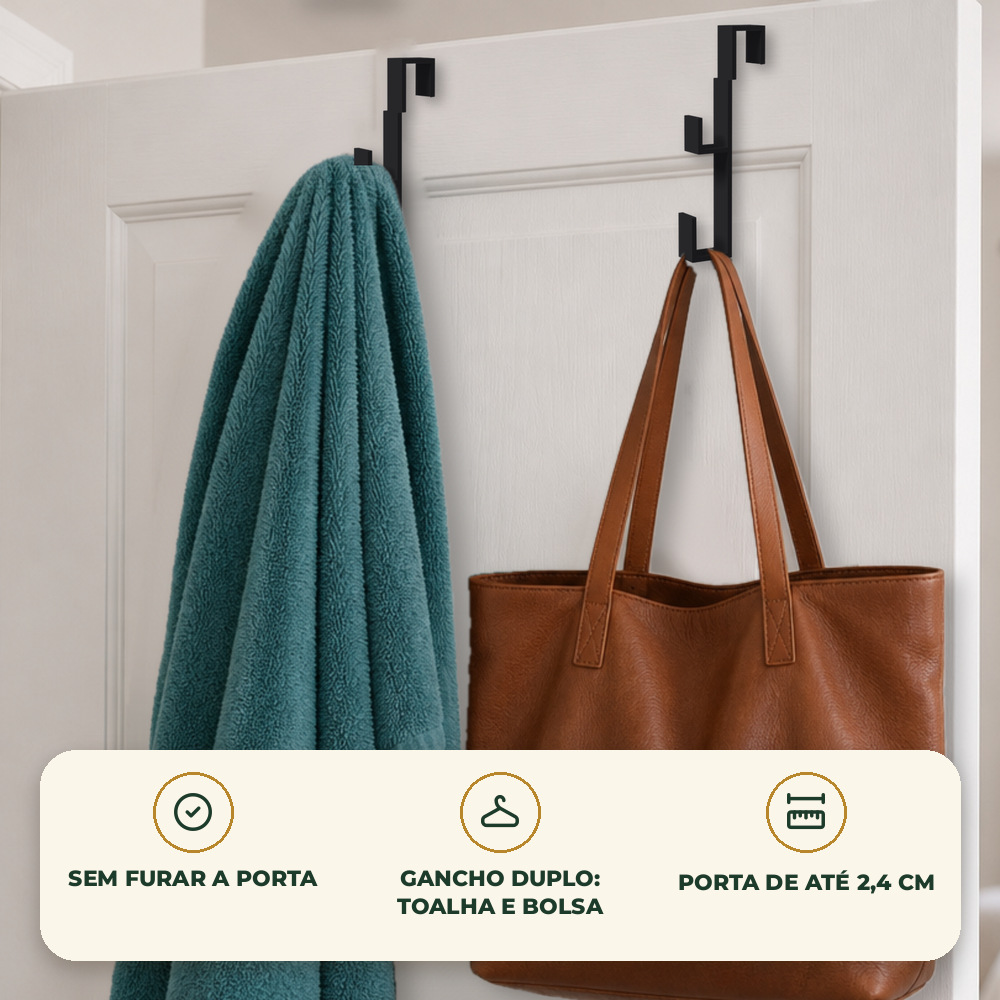 SEM FURAR A PORTA
GANCHO DUPLO:
TOALHA E BOLSA
PORTA DE ATÉ 2,4 CM